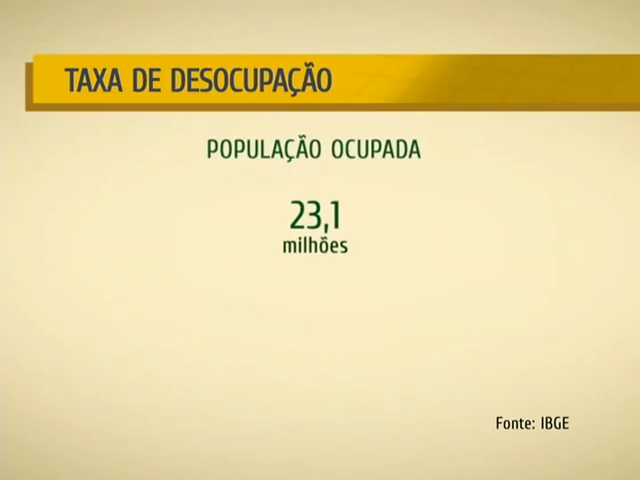 TAXA DE DESOCUPAÇÃO
POPULAÇÃO OCUPADA
23,1
milhões
Fonte: IBGE